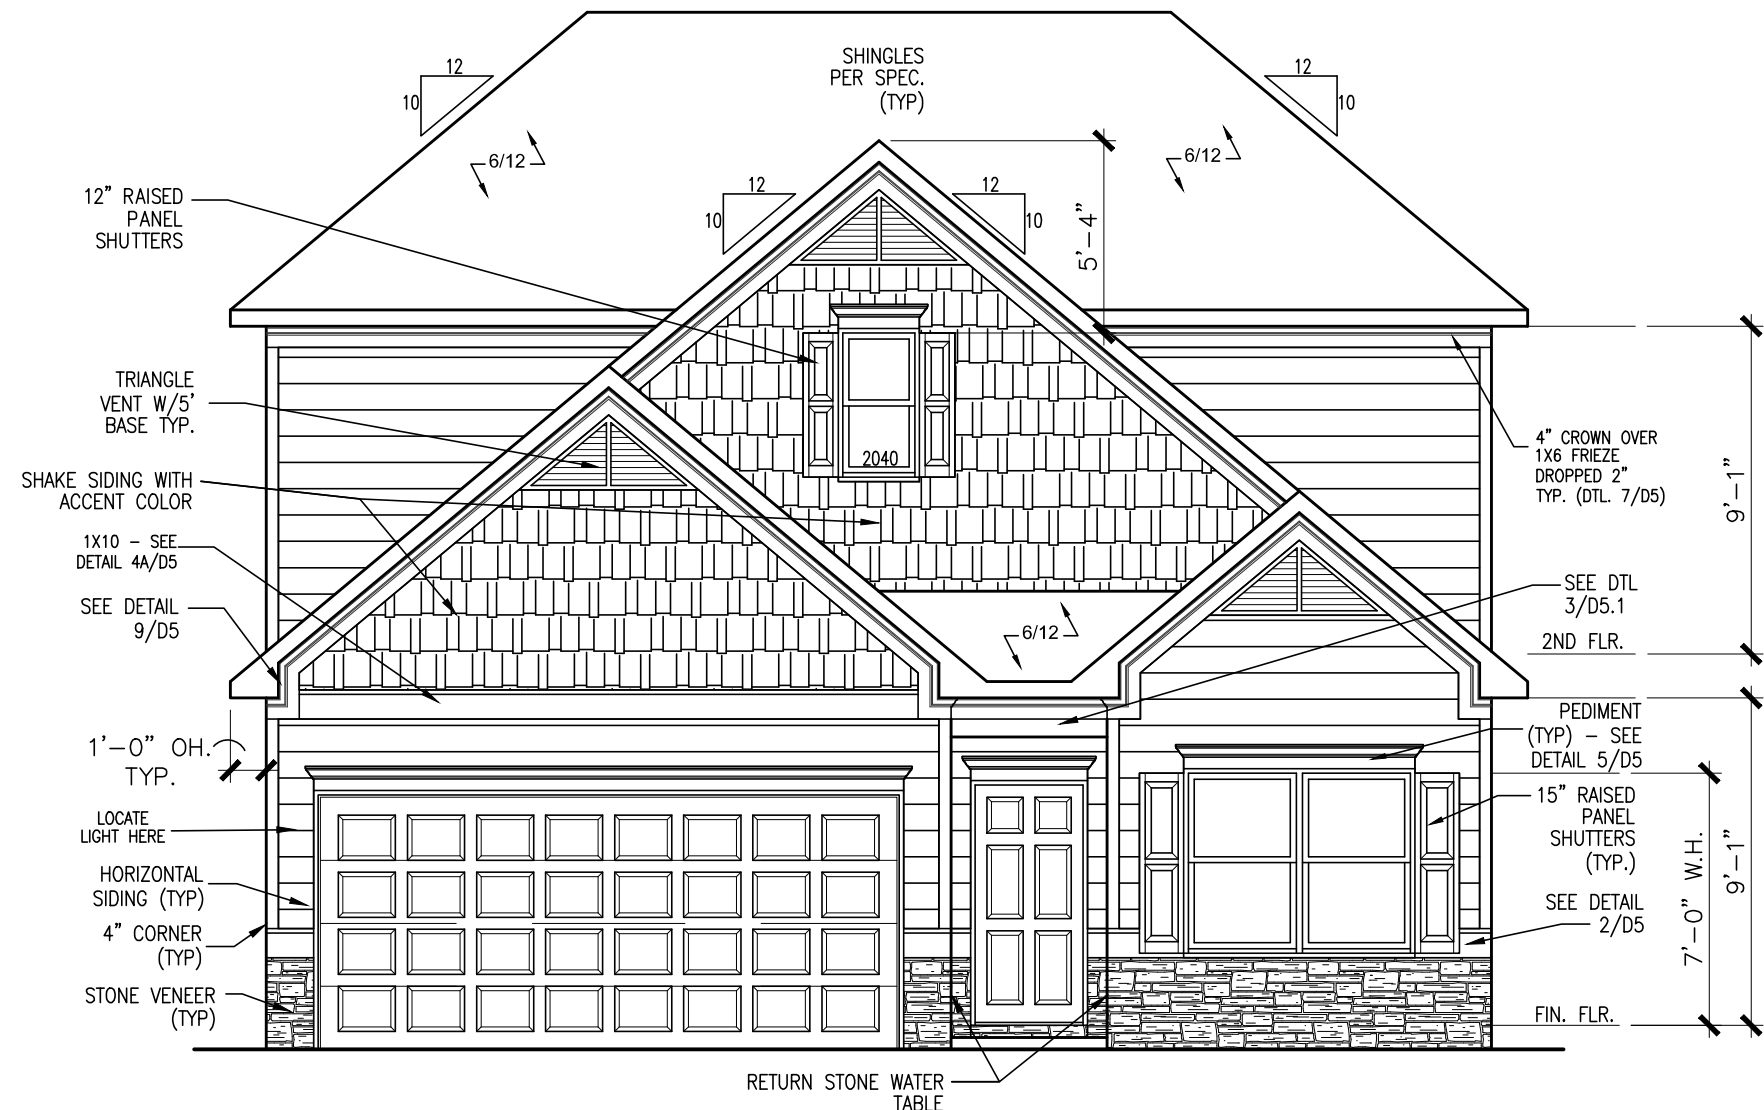 SHINGLES
PER SPEC.
(TYP)
12
10
12
10
6/12
6/12
12
10
12
10
5'-4"
12" RAISED
PANEL
SHUTTERS
TRIANGLE
VENT W/5'
BASE TYP.
SHAKE SIDING WITH
ACCENT COLOR
1X10 - SEE
DETAIL 4A/D5
SEE DETAIL
9/D5
1'-0" OH.
TYP.
LOCATE
LIGHT HERE
HORIZONTAL
SIDING (TYP)
4" CORNER
(TYP)
STONE VENEER
(TYP)
2040
6/12
4" CROWN OVER
1X6 FRIEZE
DROPPED 2"
TYP. (DTL. 7/D5)
9'-1"
SEE DTL
3/D5.1
2ND FLR.
PEDIMENT
(TYP) - SEE
DETAIL 5/D5
15" RAISED
PANEL
SHUTTERS
(TYP.)
7'-0" W.H.
9'-1"
SEE DETAIL
2/D5
FIN. FLR.
RETURN STONE WATER
TABLE